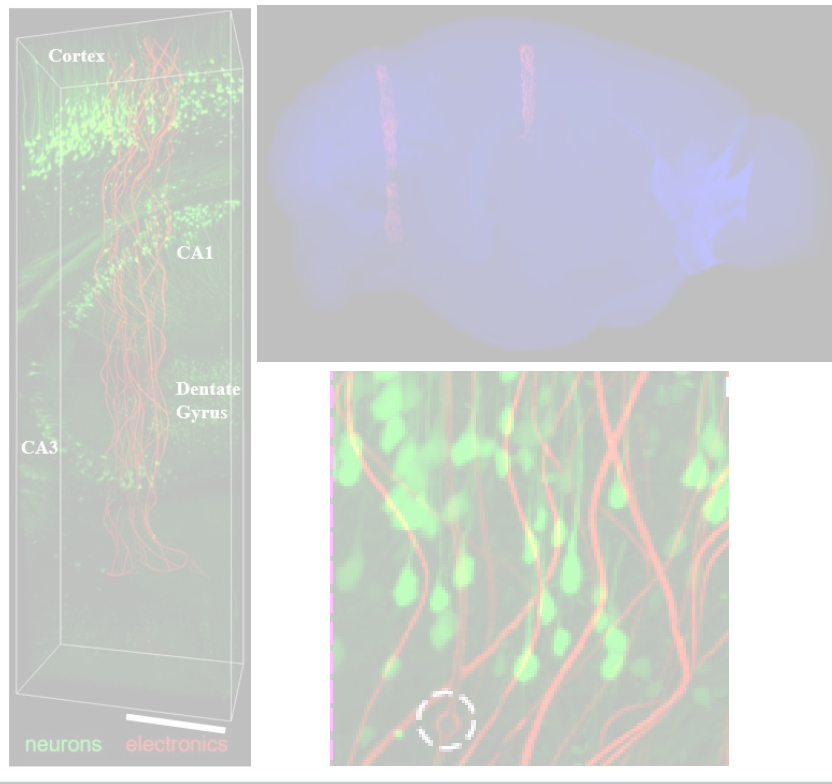 Cortex
CA1
Dentate
Gyrus
CA3
neurons electronics